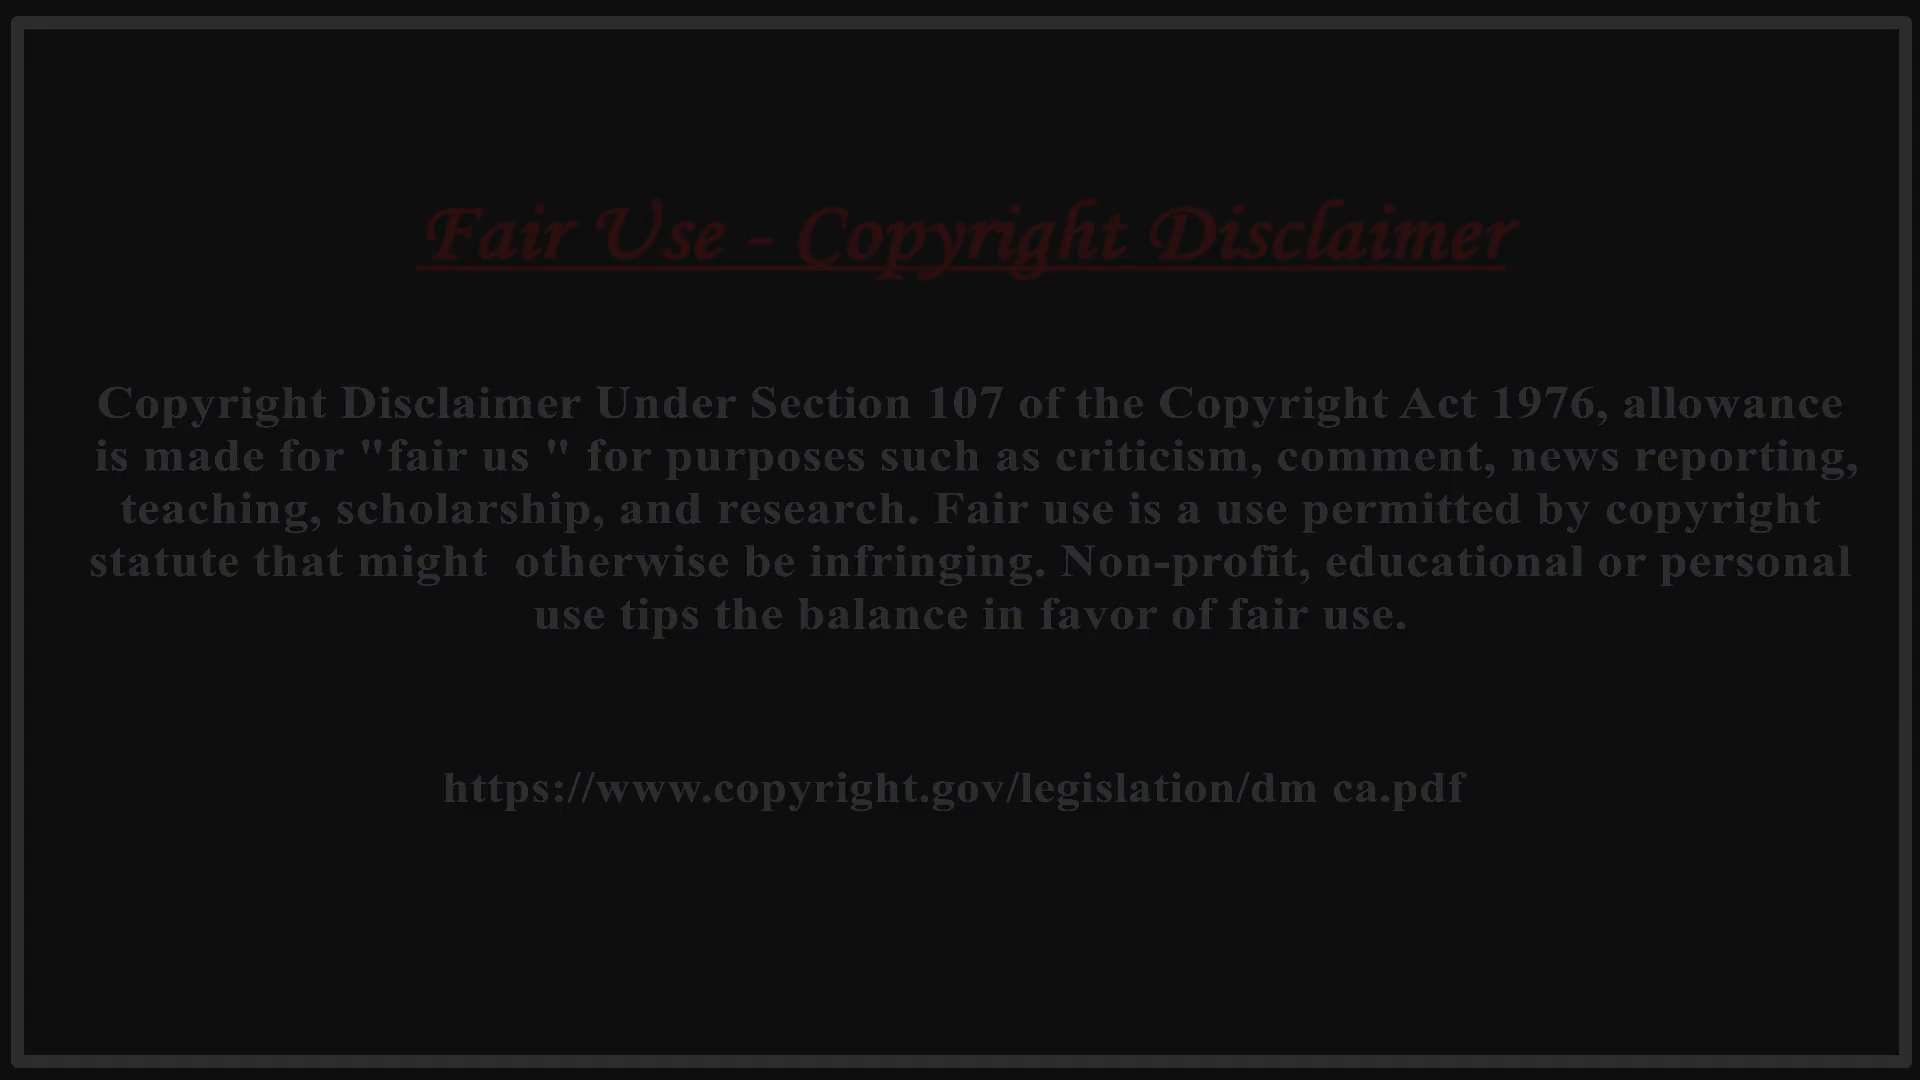 Fair Use - Copyright Disclaimer
Copyright Disclaimer Under Section 107 of the Copyright Act 1976, allowance
is made for "fair us " for purposes such as criticism, comment, news reporting,
teaching, scholarship, and research. Fair use is a use permitted by copyright
statute that might  otherwise be infringing. Non-profit, educational or personal
use tips the balance in favor of fair use.
https://www.copyright.gov/legislation/dm ca.pdf